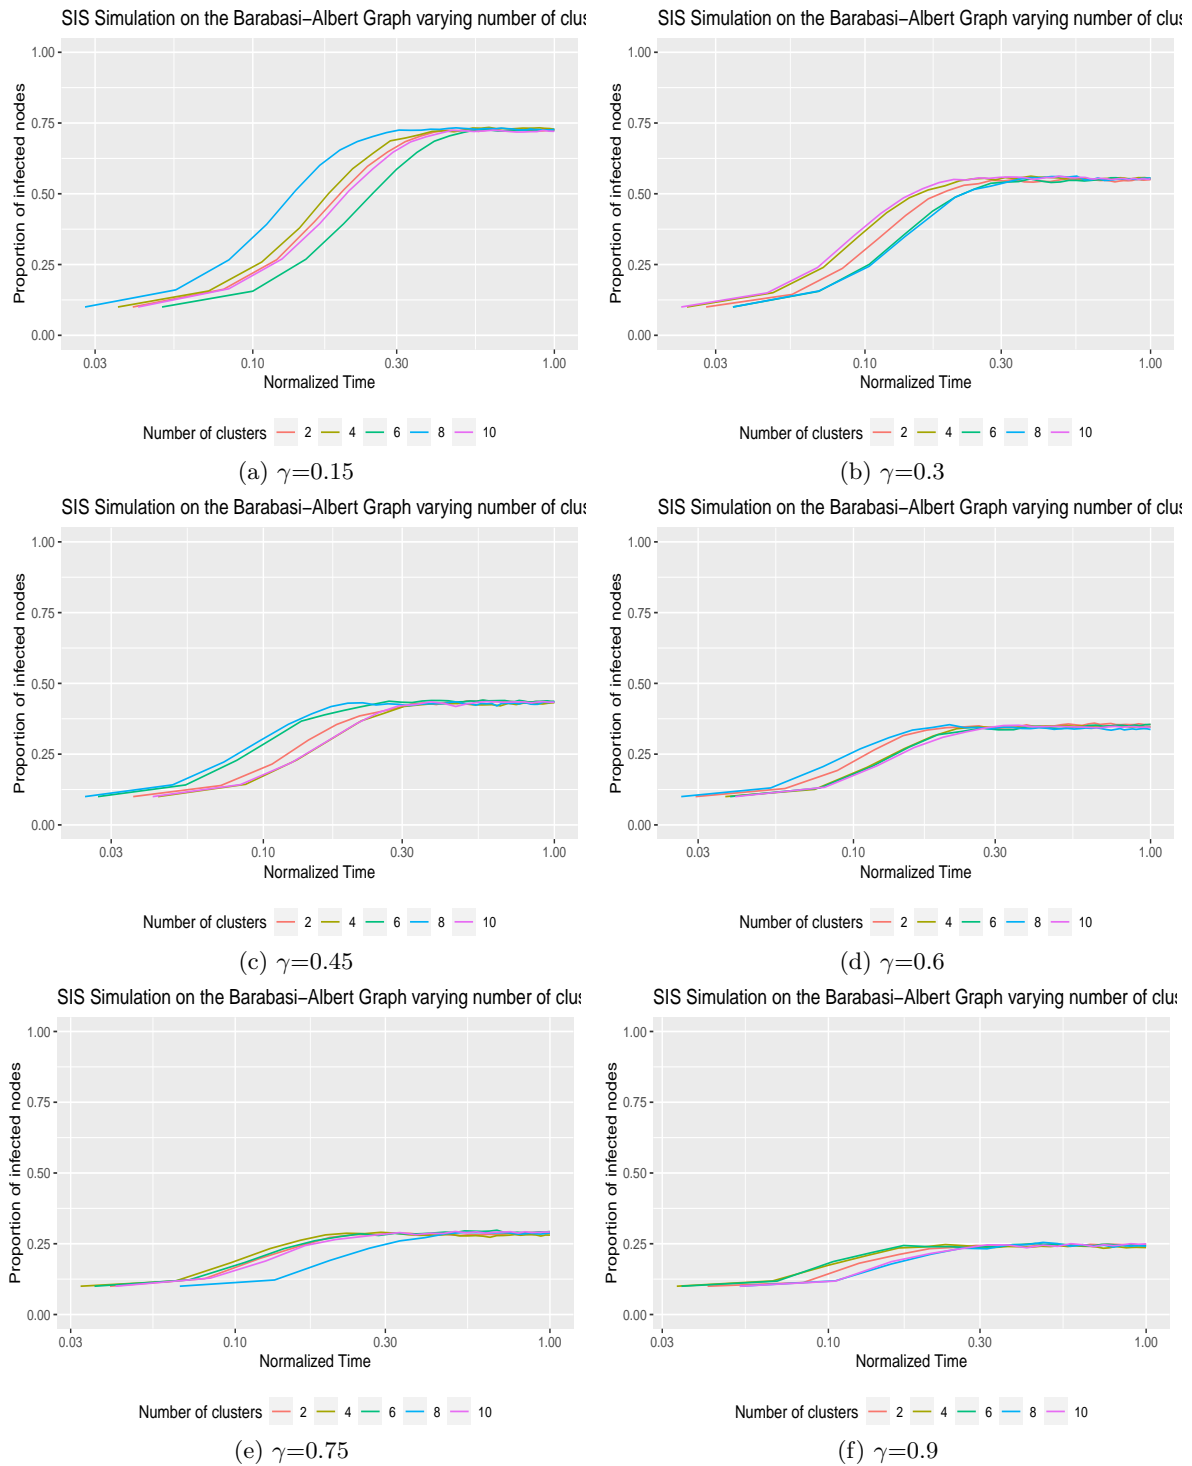 SIS Simulation on the Barabasi−Albert Graph varying number of clus
1.00
0.75
0.50
0.25
0.00
Proportion of infected nodes
0.03 0.10 0.30 1.00
Normalized Time
Number of clusters 2 4 6 8 10
(a) γ=0.15
SIS Simulation on the Barabasi−Albert Graph varying number of clus
1.00
0.75
0.50
0.25
0.00
Proportion of infected nodes
0.03 0.10 0.30 1.00
Normalized Time
Number of clusters 2 4 6 8 10
(b) γ=0.3
SIS Simulation on the Barabasi−Albert Graph varying number of clus
1.00
0.75
0.50
0.25
0.00
Proportion of infected nodes
0.03 0.10 0.30 1.00
Normalized Time
Number of clusters 2 4 6 8 10
(c) γ=0.45
SIS Simulation on the Barabasi−Albert Graph varying number of clus
1.00
0.75
0.50
0.25
0.00
Proportion of infected nodes
0.03 0.10 0.30 1.00
Normalized Time
Number of clusters 2 4 6 8 10
(d) γ=0.6
SIS Simulation on the Barabasi−Albert Graph varying number of clus
1.00
0.75
0.50
0.25
0.00
Proportion of infected nodes
0.03 0.10 0.30 1.00
Normalized Time
Number of clusters 2 4 6 8 10
(e) γ=0.75
SIS Simulation on the Barabasi−Albert Graph varying number of clus
1.00
0.75
0.50
0.25
0.00
Proportion of infected nodes
0.03 0.10 0.30 1.00
Normalized Time
Number of clusters 2 4 6 8 10
(f) γ=0.9